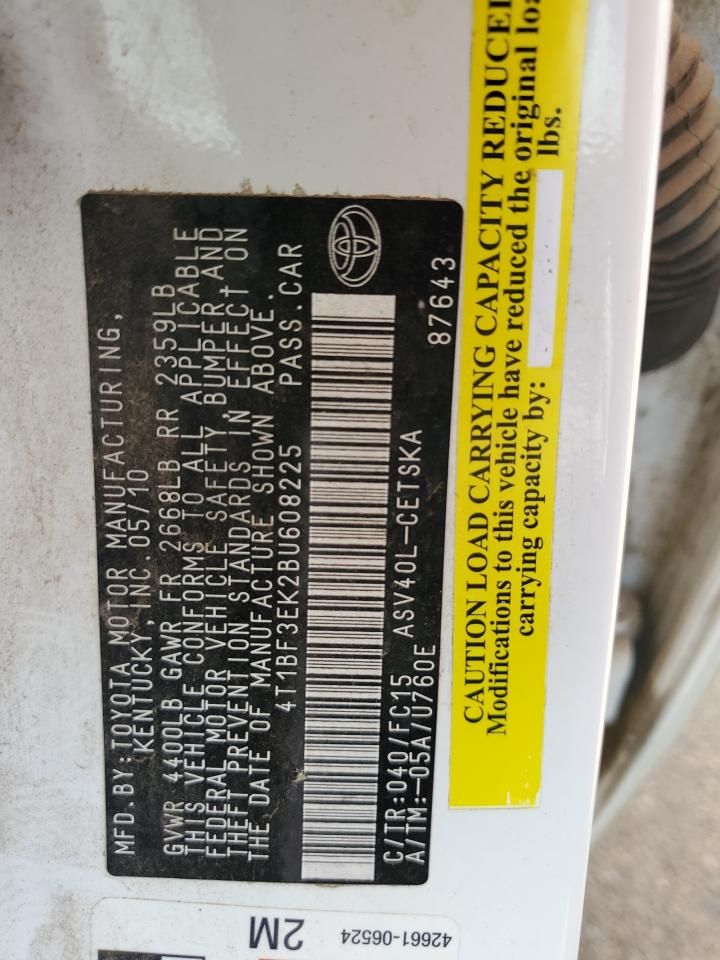 MFD.BY:TOYOTA MOTOR MANUFACTURING,
KENTUCKY, INC. 05/10
GVWR 4400LB GAWR FR 2668LB RR 2359LB
THIS VEHICLE CONFORMS TO ALL APPLICABLE
FEDERAL MOTOR VEHICLE SAFETY,BUMPER,AND
THEFT PREVENTION STANDARDS IN EFFECT ON
THE DATE OF MANUFACTURE SHOWN ABOVE.
4T1BF3EK2BU608225 PASS.CAR
C/TR:040/FC15 ASV40L-CETSKA
A/TM:-05A/U760E 87643
CAUTION LOAD CARRYING CAPACITY REDUCED
Modifications to this vehicle have reduced the original loa
carrying capacity by: lbs.
2M
42661-06524